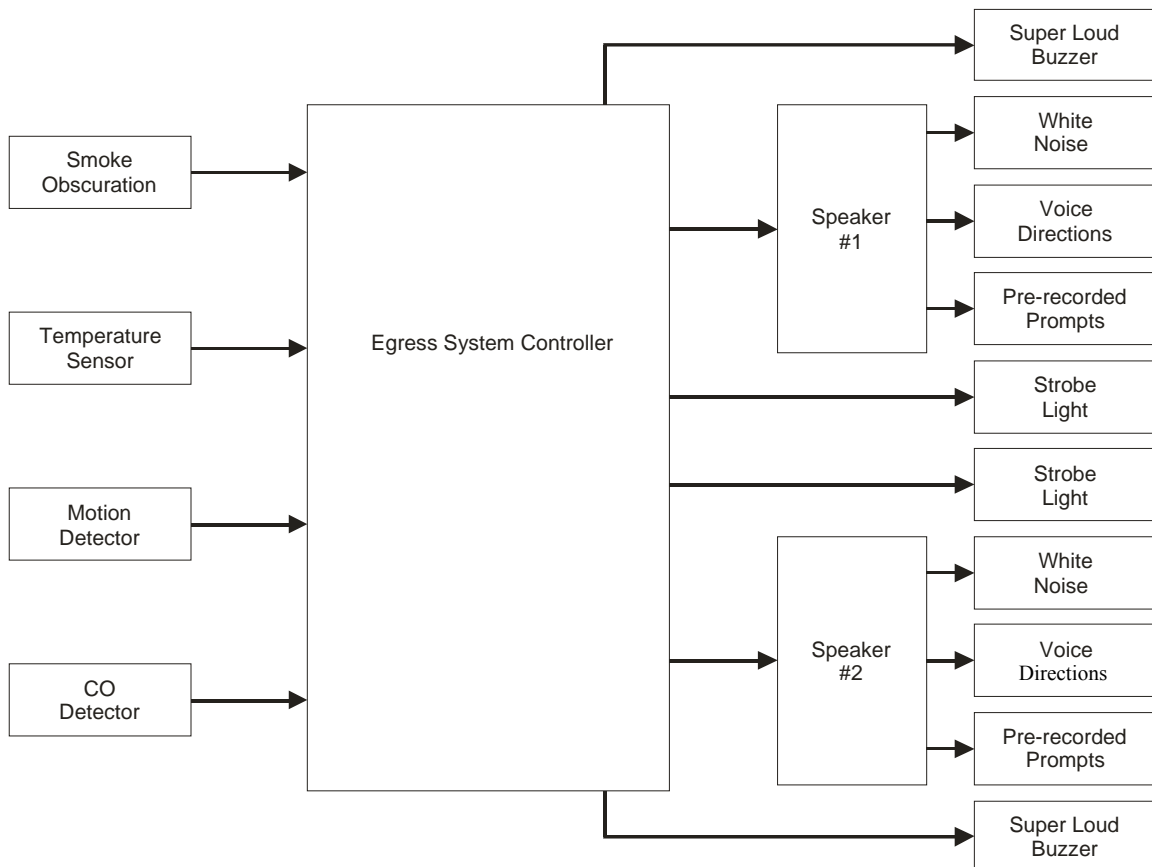 Super Loud
Buzzer
White
Noise
Smoke
Obscuration
Voice
Directions
Speaker
#1
Pre-recorded
Prompts
Temperature
Sensor
Egress System Controller
Strobe
Light
Strobe
Light
Motion
Detector
White
Noise
Speaker
#2
Voice
Directions
CO
Detector
Pre-recorded
Prompts
Super Loud
Buzzer